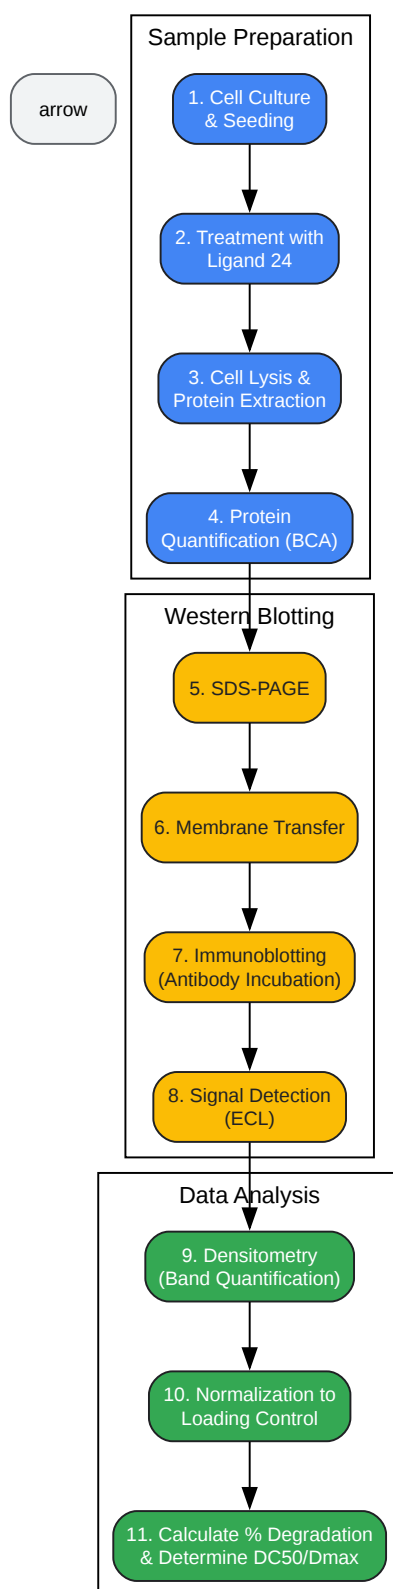 Sample Preparation
arrow
1. Cell Culture
& Seeding
2. Treatment with
Ligand 24
3. Cell Lysis &
Protein Extraction
4. Protein
Quantification (BCA)
Western Blotting
5. SDS-PAGE
6. Membrane Transfer
7. Immunoblotting
(Antibody Incubation)
8. Signal Detection
(ECL)
Data Analysis
9. Densitometry
(Band Quantification)
10. Normalization to
Loading Control
11. Calculate % Degradation
& Determine DC50/Dmax